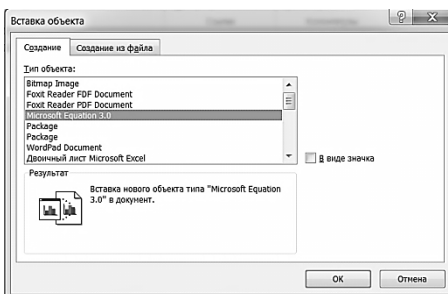 Вставка объекта
Создание
Создание из файла
Тип объекта:
Bitmap Image
Foxit Reader FDF Document
Foxit Reader PDF Document
Microsoft Equation 3.0
Package
Package
WordPad Document
Двоичный лист Microsoft Excel
В виде значка
Результат
Вставка нового объекта типа "Microsoft Equation
3.0" в документ.
ОК
Отмена